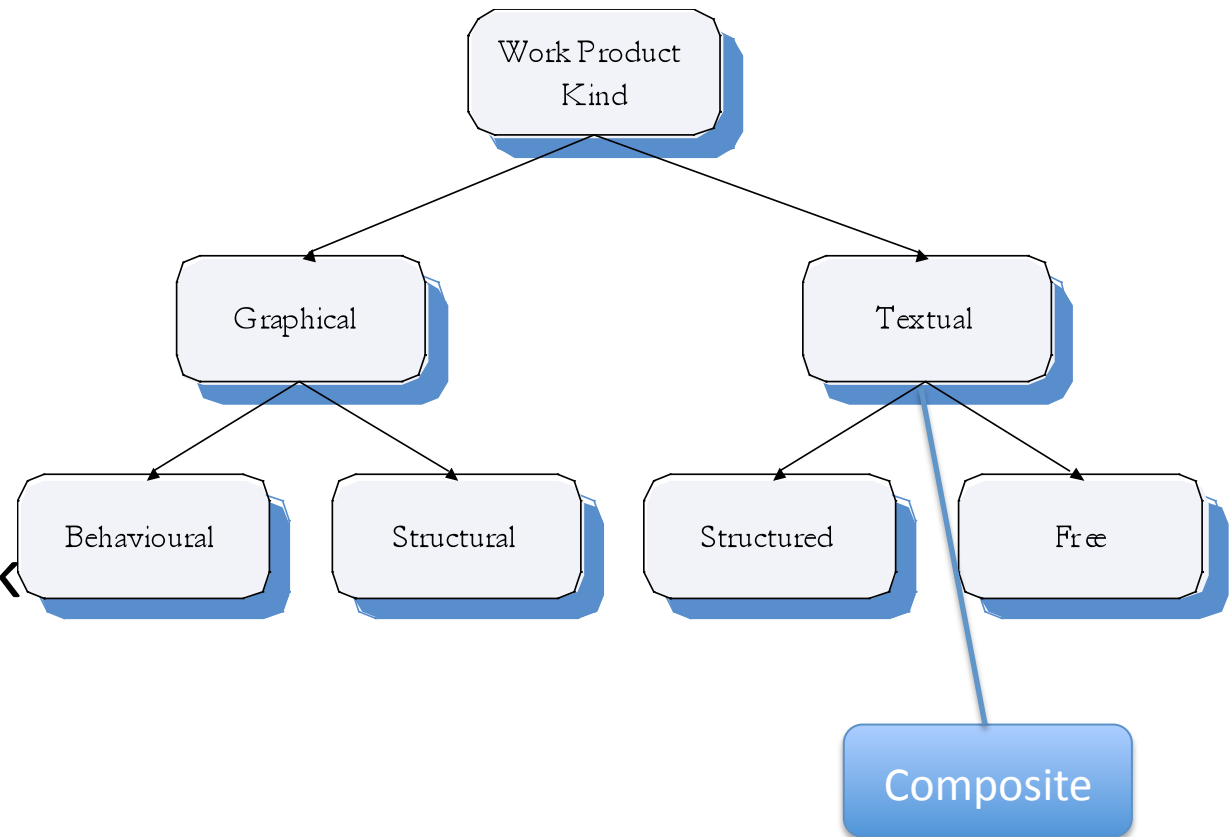 Work Product
Kind
Graphical
Textual
Behavioural
Structural
Structured
Free
Composite